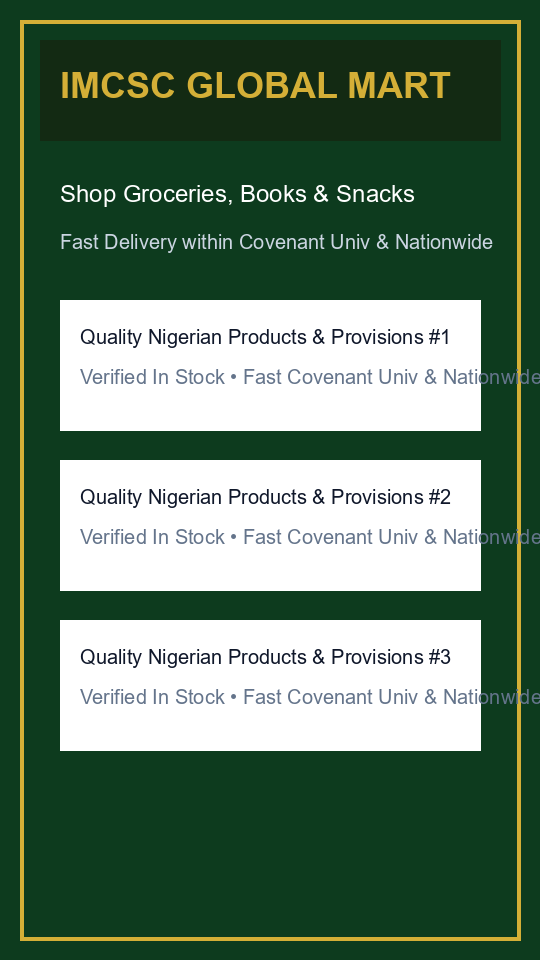 IMCSC GLOBAL MART
Shop Groceries, Books & Snacks
Fast Delivery within Covenant Univ & Nationwide
Quality Nigerian Products & Provisions #1
Verified In Stock • Fast Covenant Univ & Nationwide
Quality Nigerian Products & Provisions #2
Verified In Stock • Fast Covenant Univ & Nationwide
Quality Nigerian Products & Provisions #3
Verified In Stock • Fast Covenant Univ & Nationwide